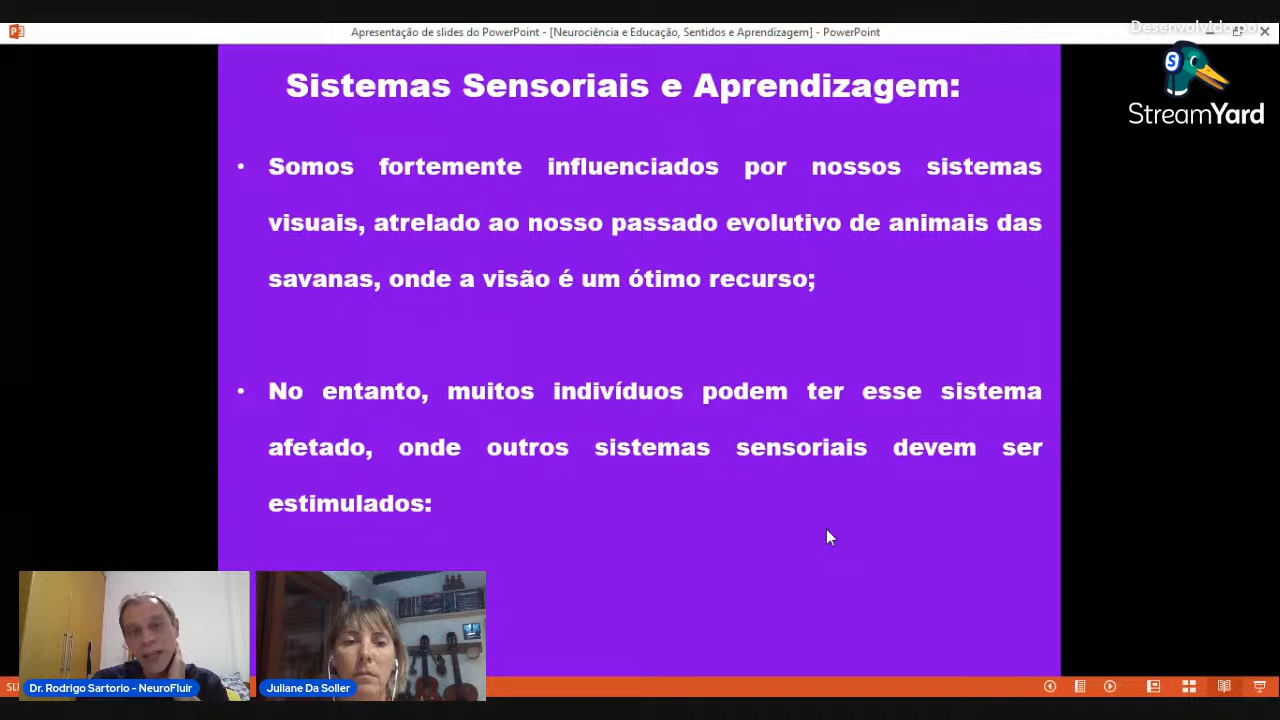 Apresentação de slides do PowerPoint - [Neurociência e Educação, Sentidos e Aprendizagem] - PowerPoint
Desenvolvido por
StreamYard
Sistemas Sensoriais e Aprendizagem:
• Somos fortemente influenciados por nossos sistemas
visuais, atrelado ao nosso passado evolutivo de animais das
savanas, onde a visão é um ótimo recurso;
• No entanto, muitos indivíduos podem ter esse sistema
afetado, onde outros sistemas sensoriais devem ser
estimulados:
Dr. Rodrigo Sartorio - NeuroFluir
Juliane Da Soller